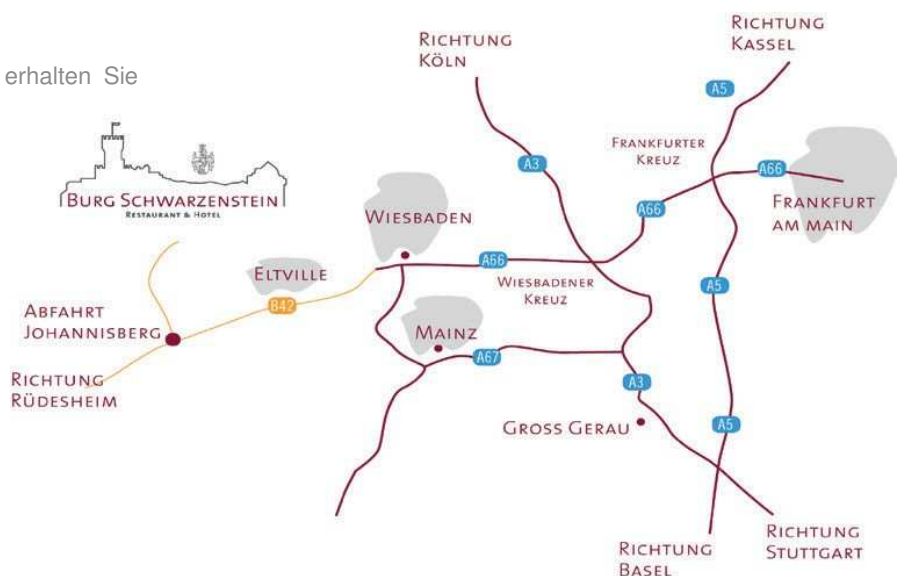 RICHTUNG
KÖLN
RICHTUNG
KASSEL
erhalten Sie
A5
A3
FRANKFURTER
KREUZ
A66
BURG SCHWARZENSTEIN
RESTAURANT & HOTEL
WIESBADEN
A66
FRANKFURT
AM MAIN
A66
ELTVILLE
WIESBADENER
KREUZ
A5
B42
ABFAHRT
JOHANNISBERG
MAINZ
A67
RICHTUNG
RÜDESHEIM
A3
GROSS GERAU
A5
RICHTUNG
BASEL
RICHTUNG
STUTTGART